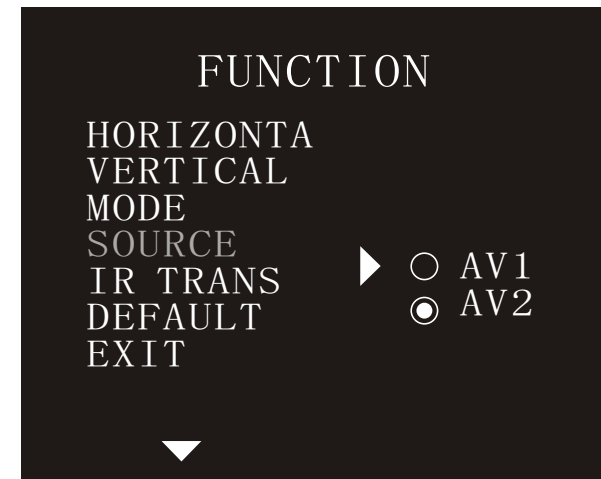 FUNCTION
HORIZONTA
VERTICAL
MODE
SOURCE
IR TRANS
DEFAULT
EXIT
AV1
AV2